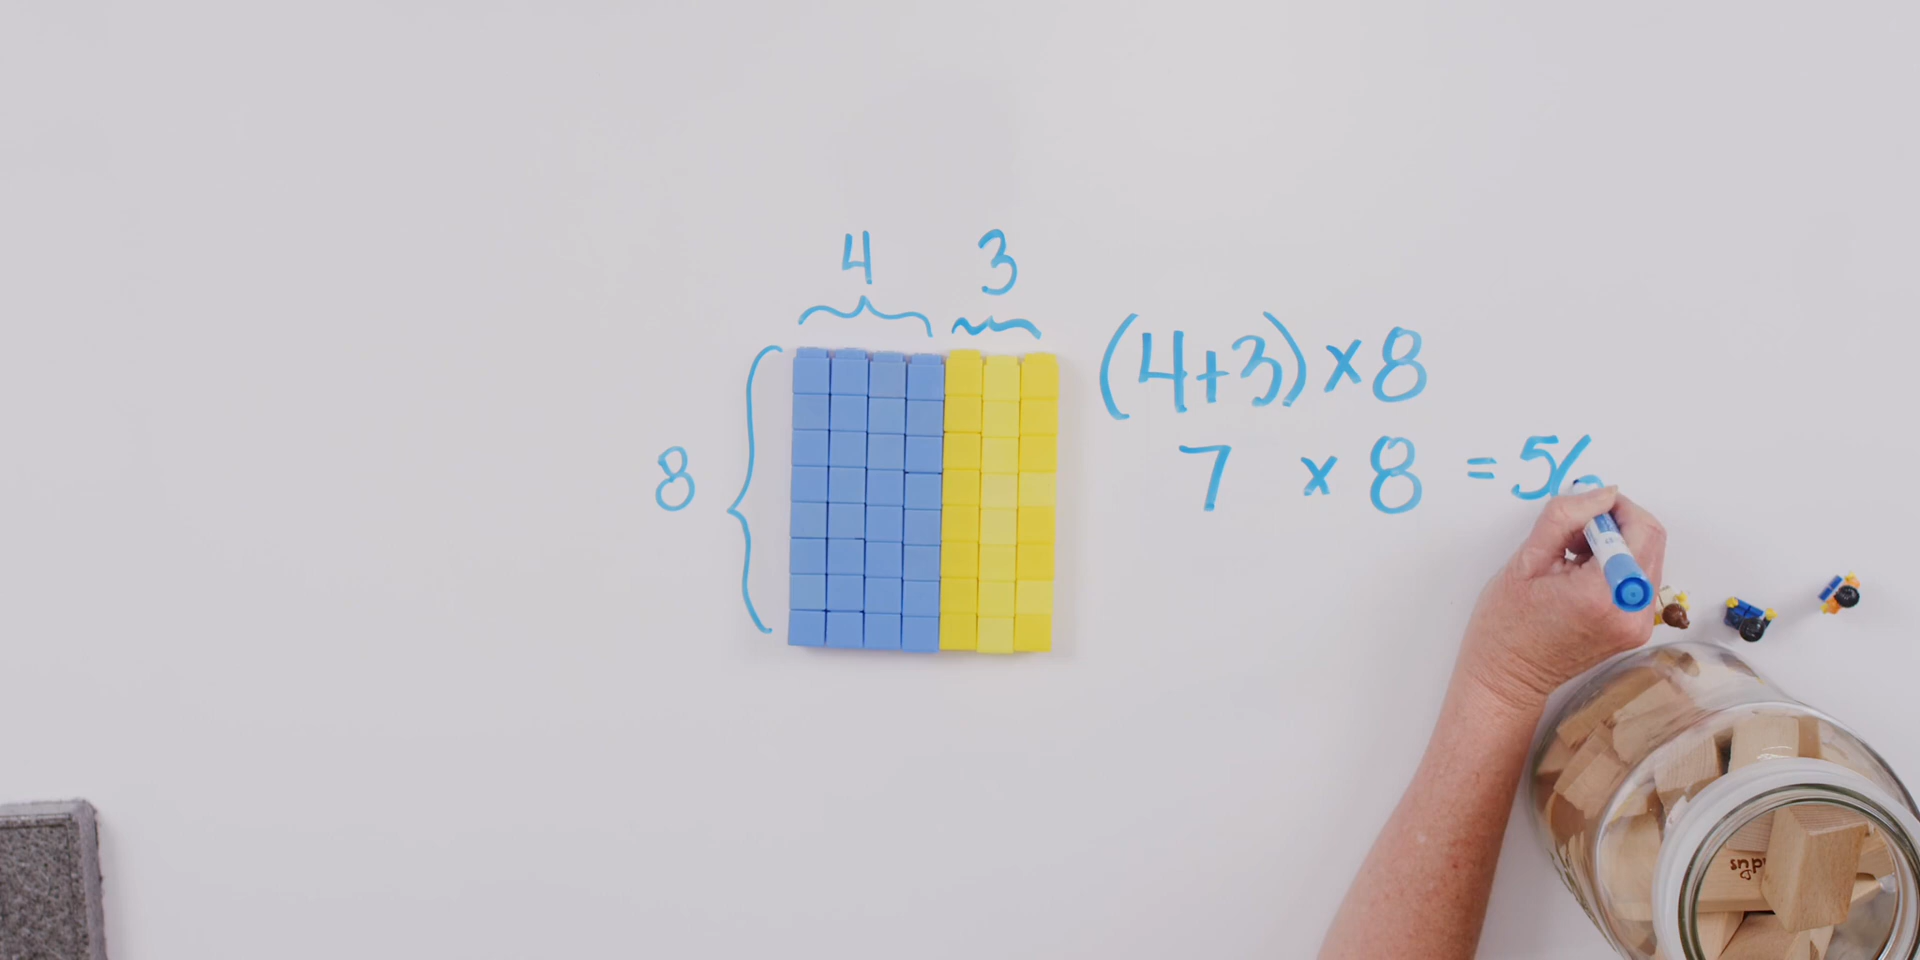 4 3
8
(4+3) x 8
7 x 8 = 56